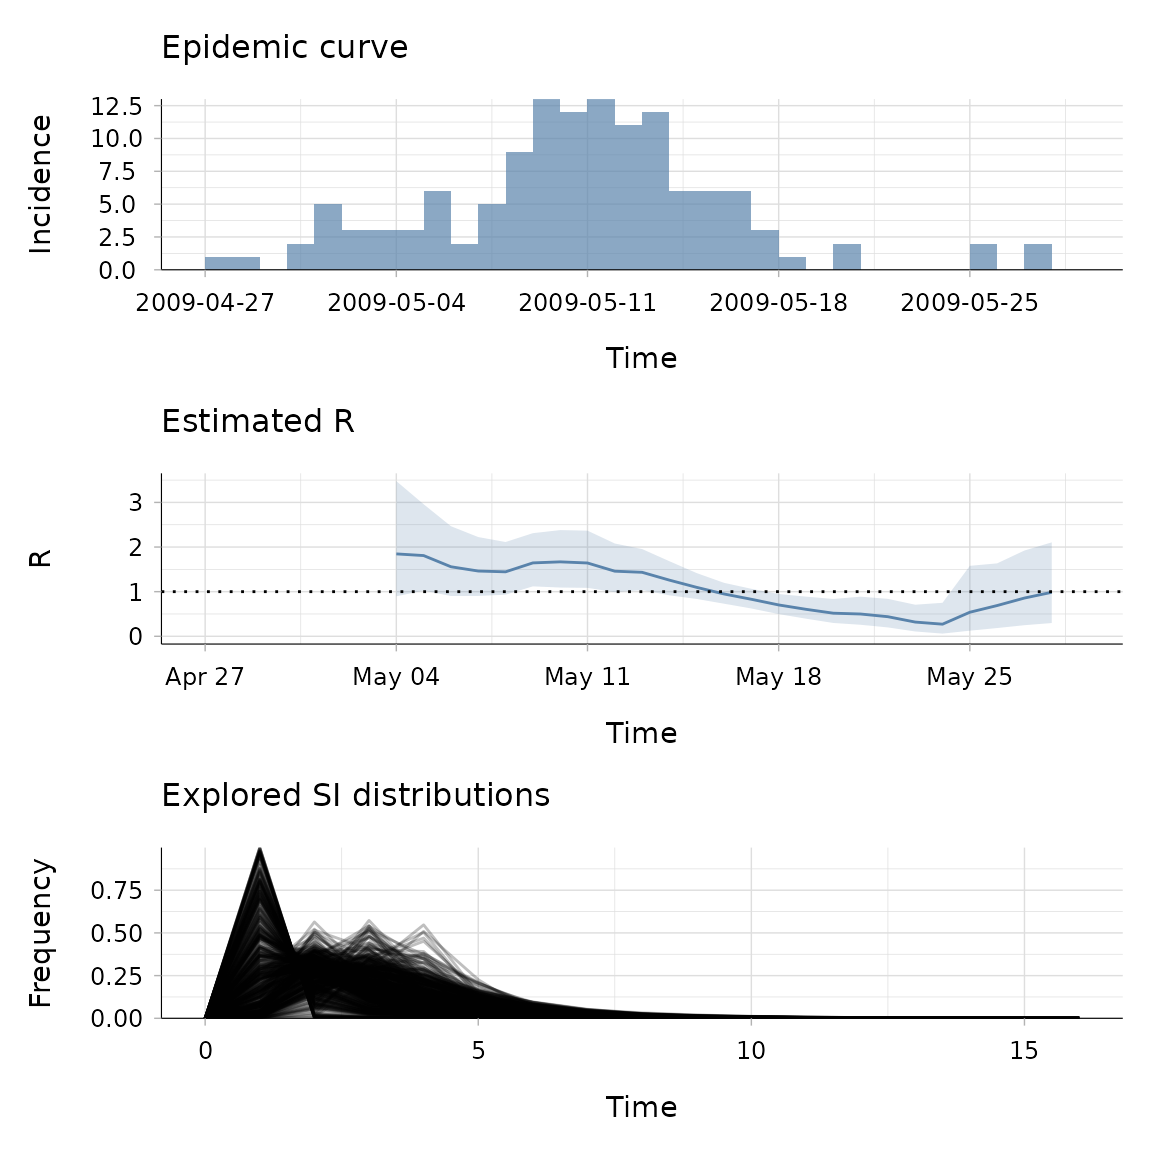 Epidemic curve
Incidence
12.5
10.0
7.5
5.0
2.5
0.0
2009-04-27 2009-05-04 2009-05-11 2009-05-18 2009-05-25
Time
Estimated R
R
3
2
1
0
Apr 27 May 04 May 11 May 18 May 25
Time
Explored SI distributions
Frequency
0.75
0.50
0.25
0.00
0 5 10 15
Time